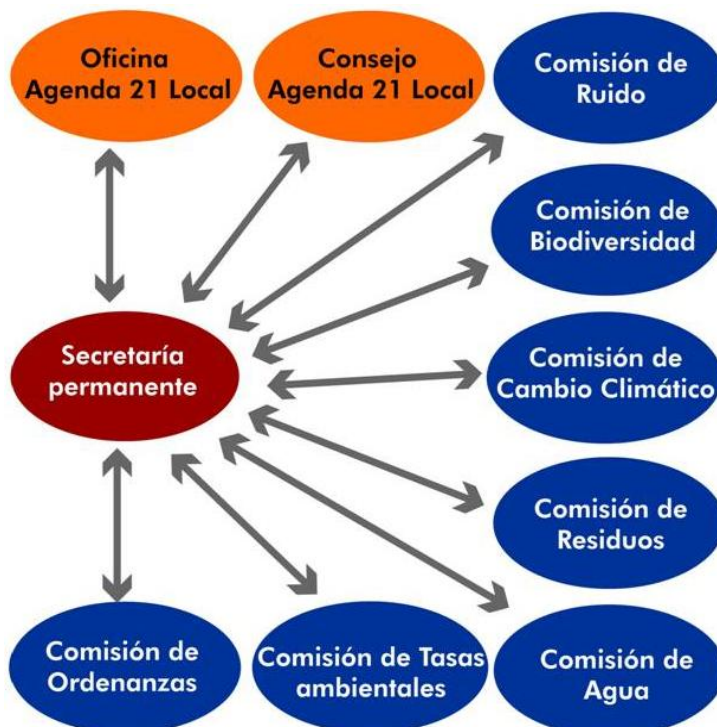 Oficina
Agenda 21 Local
Consejo
Agenda 21 Local
Comisión de
Ruido
Comisión de
Biodiversidad
Secretaría
permanente
Comisión de
Cambio Climático
Comisión de
Residuos
Comisión de
Ordenanzas
Comisión de Tasas
ambientales
Comisión de
Agua